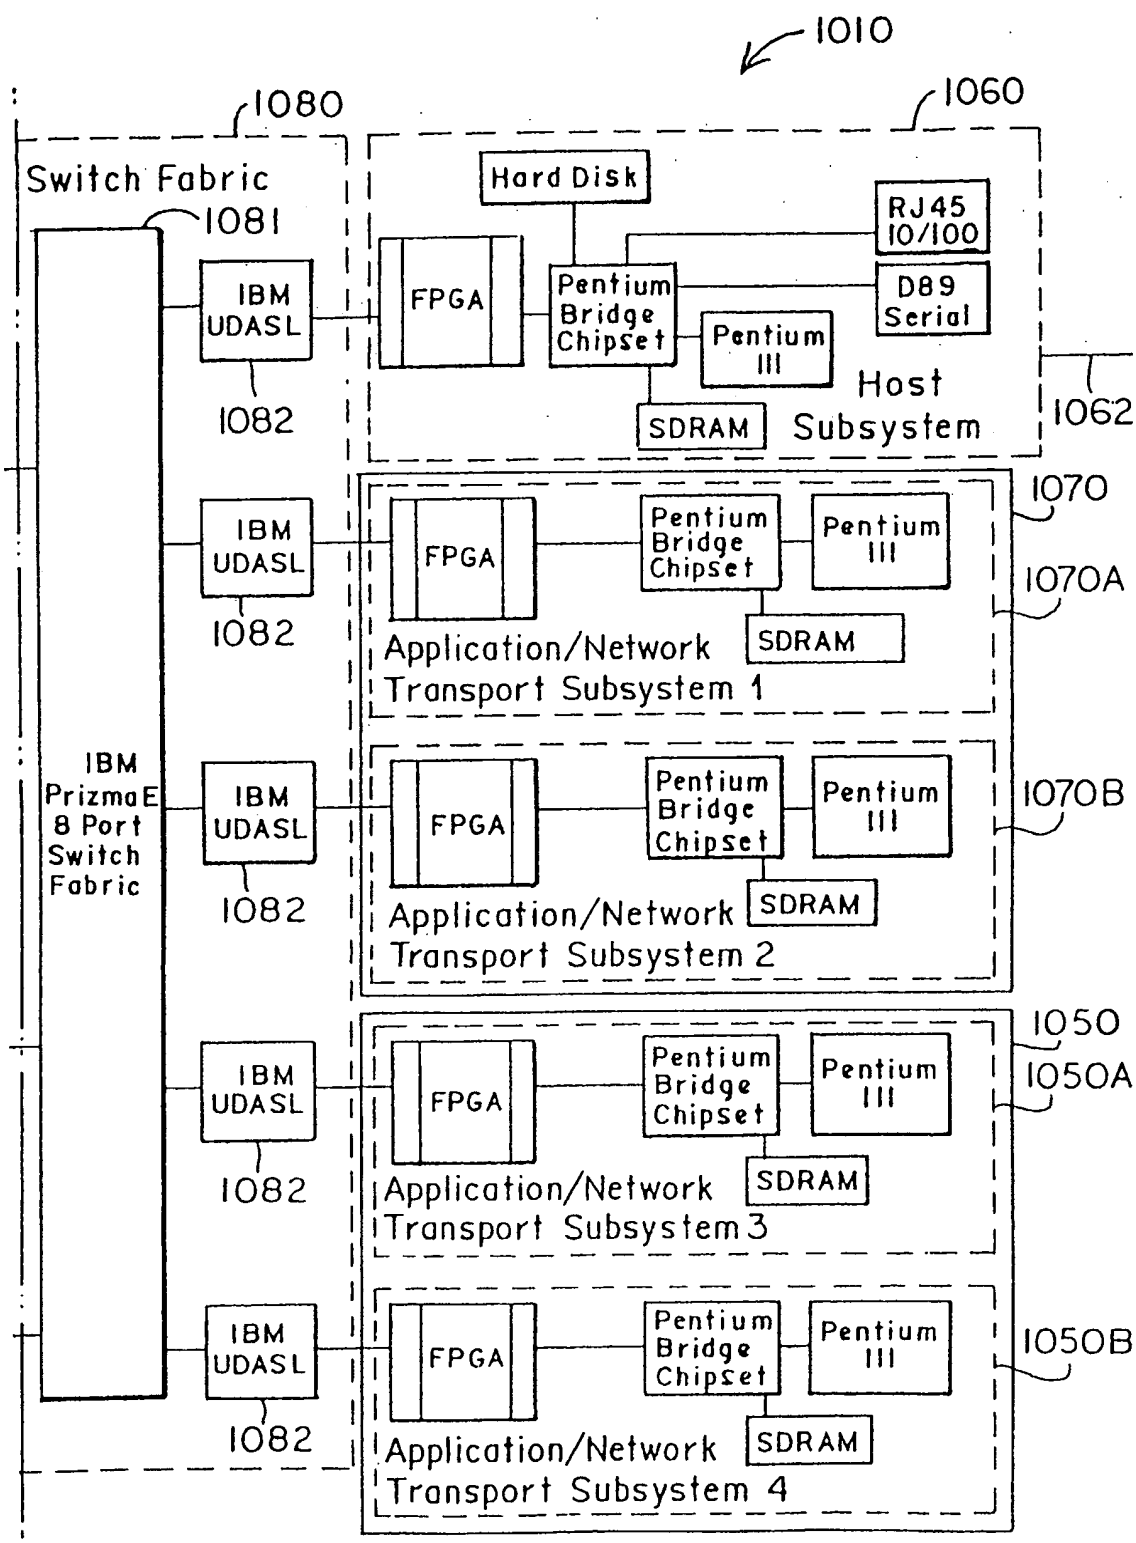 1010
1080
1060
Switch Fabric
1081
Hard Disk
RJ45
10/100
IBM
UDASL
1082
FPGA
Pentium
Bridge
Chipset
D89
Serial
Pentium
III
SDRAM
Host
Subsystem
1062
IBM
UDASL
1082
FPGA
Pentium
Bridge
Chipset
Pentium
III
SDRAM
Application/Network
Transport Subsystem 1
1070
1070A
IBM
PrizmaE
8 Port
Switch
Fabric
IBM
UDASL
1082
FPGA
Pentium
Bridge
Chipset
Pentium
III
SDRAM
Application/Network
Transport Subsystem 2
1070B
IBM
UDASL
1082
FPGA
Pentium
Bridge
Chipset
Pentium
III
SDRAM
Application/Network
Transport Subsystem 3
1050
1050A
IBM
UDASL
1082
FPGA
Pentium
Bridge
Chipset
Pentium
III
SDRAM
Application/Network
Transport Subsystem 4
1050B